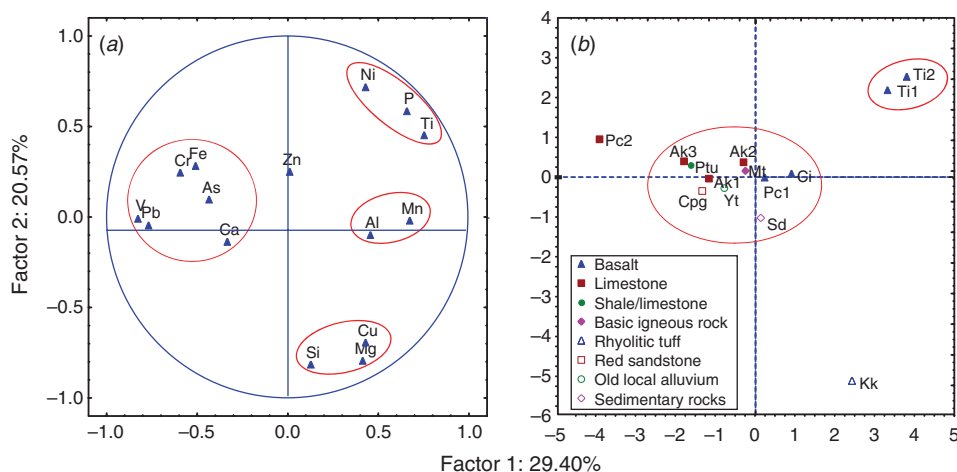 (a)
1.0
0.5
0.0
−0.5
−1.0
−1.0
−0.5
0.0
0.5
1.0
Factor 2: 20.57%
Ni
P
Ti
Zn
Fe
Cr
As
V
Pb
Ca
Mn
Al
Cu
Si
Mg
(b)
4
3
2
1
0
−1
−2
−3
−4
−5
−6
−5
−4
−3
−2
−1
0
1
2
3
4
5
Ti2
Ti1
Pc2
Ak3
Ak2
Ptu
Mt
Ci
Ak1
Pc1
Cpg
Yt
Sd
Kk
Basalt
Limestone
Shale/limestone
Basic igneous rock
Rhyolitic tuff
Red sandstone
Old local alluvium
Sedimentary rocks
Factor 1: 29.40%